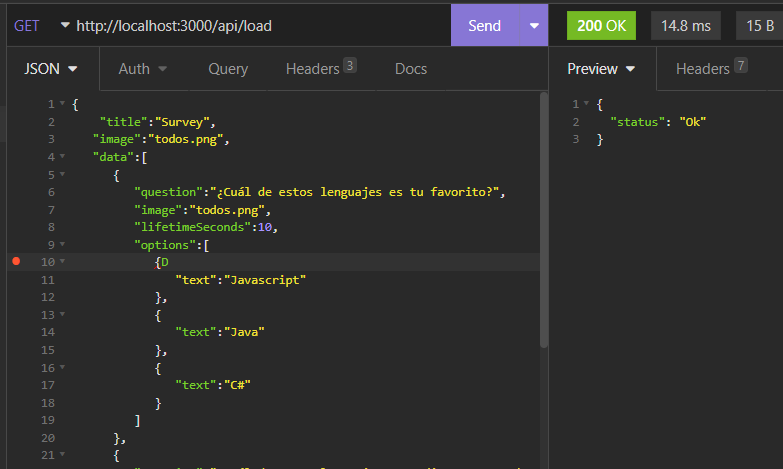 GET http://localhost:3000/api/load Send 200 OK 14.8 ms 15 B
JSON Auth Query Headers 3 Docs Preview Headers 7
1 {
2 "title":"Survey",
3 "image":"todos.png",
4 "data":[
5 {
6 "question":"¿Cuál de estos lenguajes es tu favorito?",
7 "image":"todos.png",
8 "lifetimeSeconds":10,
9 "options":[
10 {D
11 "text":"Javascript"
12 },
13 {
14 "text":"Java"
15 },
16 {
17 "text":"C#"
18 }
19 ]
20 },
21 {
1 {
2 "status": "Ok"
3 }